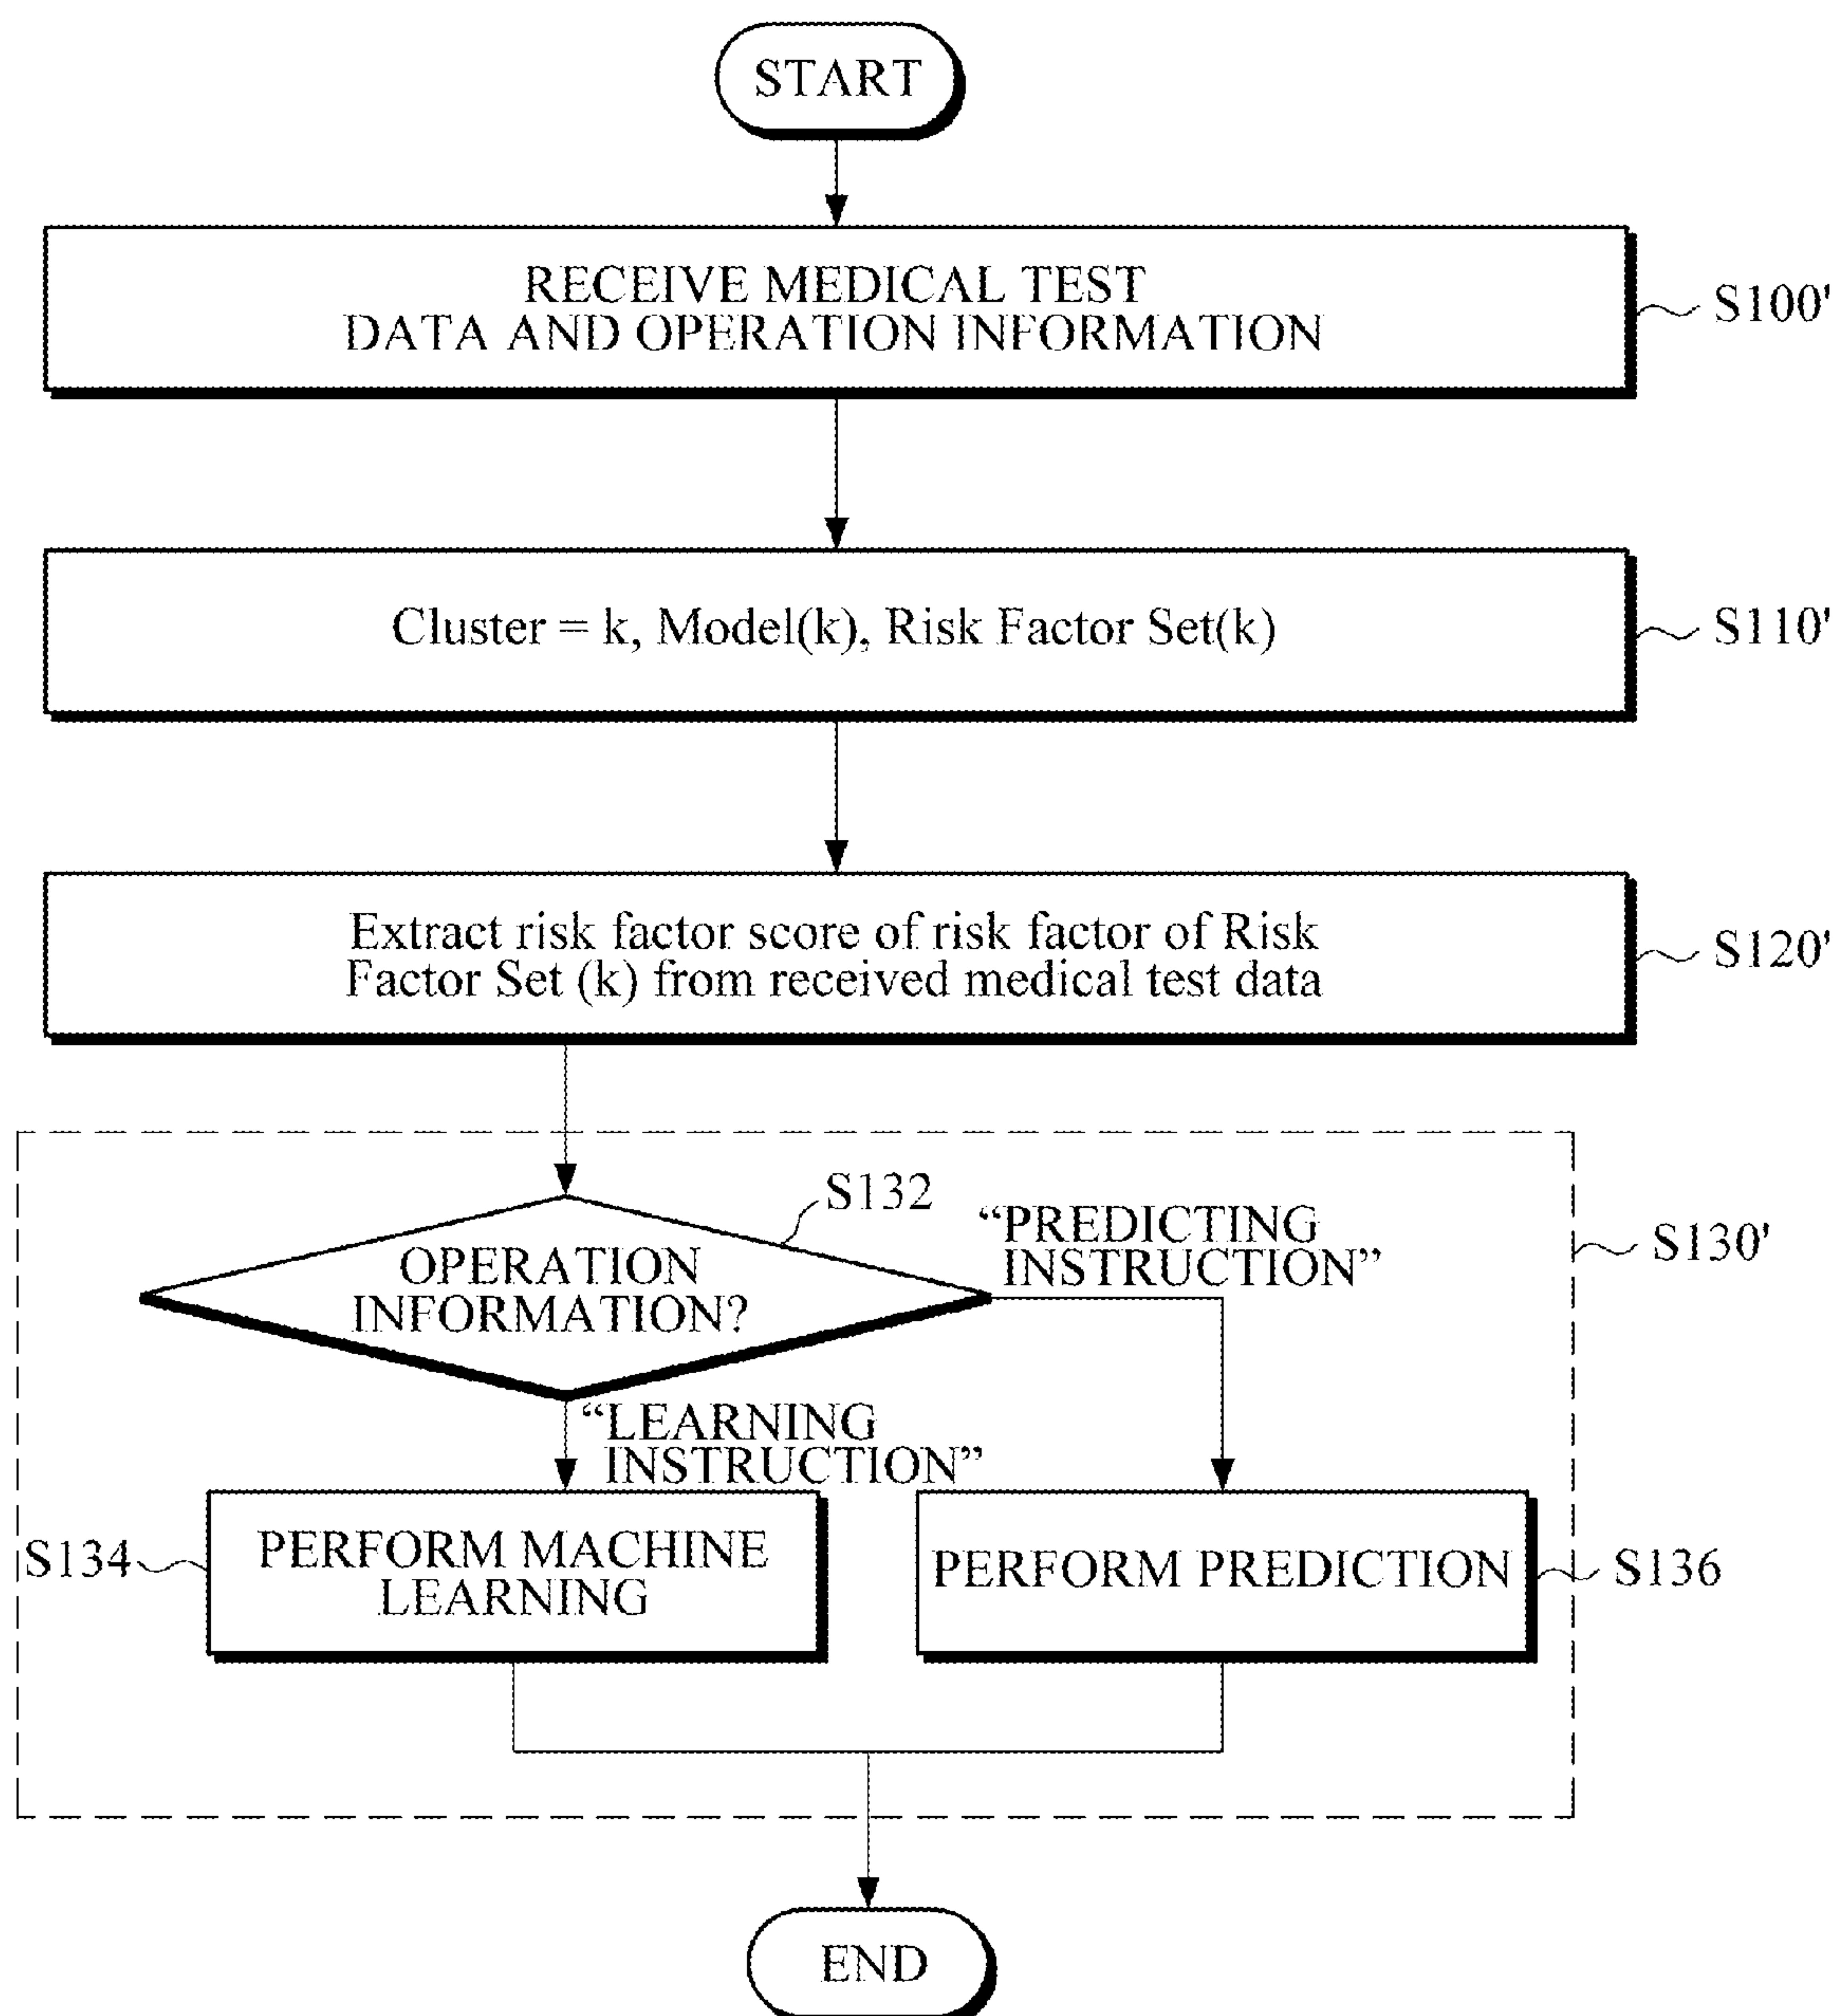 START
RECEIVE MEDICAL TEST
DATA AND OPERATION INFORMATION
S100'
Cluster = k, Model(k), Risk Factor Set(k)
S110'
Extract risk factor score of risk factor of Risk
Factor Set (k) from received medical test data
S120'
S132
“PREDICTING
INSTRUCTION”
S130'
OPERATION
INFORMATION?
“LEARNING
INSTRUCTION”
S134
PERFORM MACHINE
LEARNING
PERFORM PREDICTION
S136
END